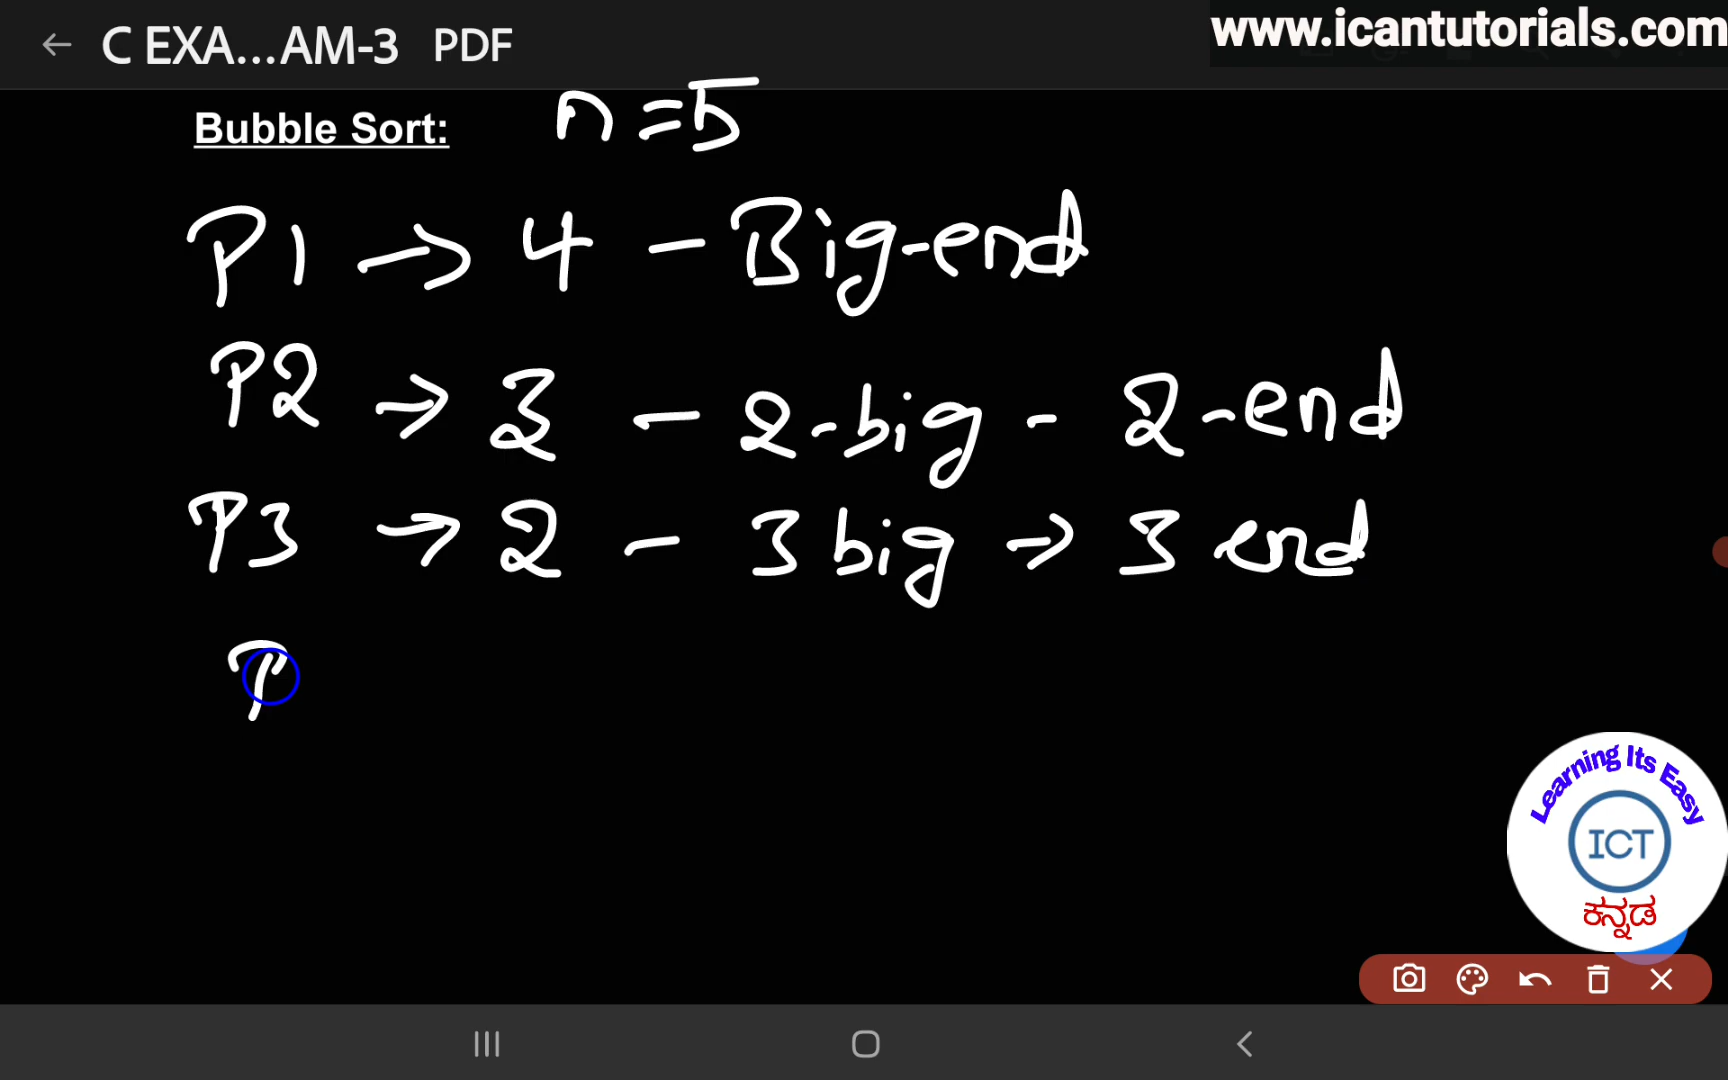 C EXA...AM-3 PDF
www.icantutorials.com
Bubble Sort: n = 5
P1 → 4 - Big-end
P2 → 3 - 2-big - 2-end
P3 → 2 - 3 big → 3 end
P
Learning Its Easy
ICT
ಕನ್ನಡ